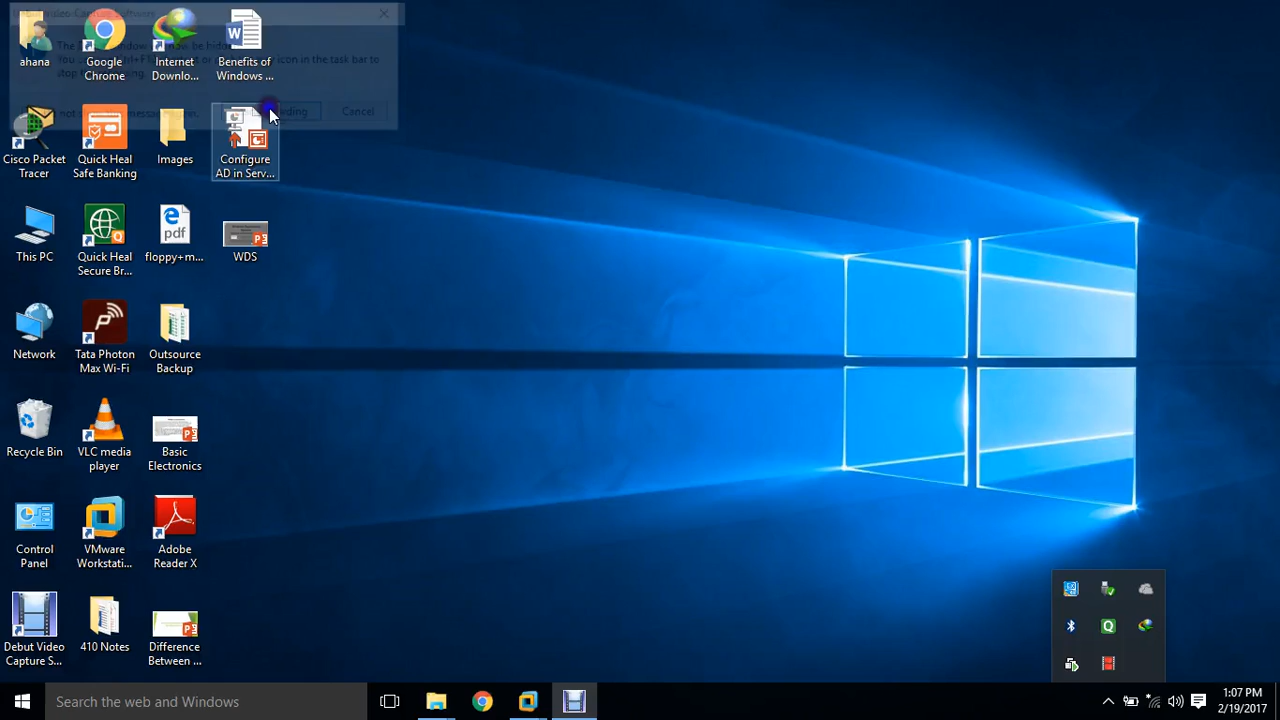 ahana
Google
Chrome
Internet
Downlo...
Benefits of
Windows ...
Cancel
Cisco Packet
Tracer
Quick Heal
Safe Banking
Images
Configure
AD in Serv...
This PC
Quick Heal
Secure Br...
pdf
floppy+m...
WDS
Network
Tata Photon
Max Wi-Fi
Outsource
Backup
Recycle Bin
VLC media
player
Basic
Electronics
Control
Panel
VMware
Workstati...
Adobe
Reader X
Debut Video
Capture S...
410 Notes
Difference
Between ...
Search the web and Windows
1:07 PM
2/19/2017